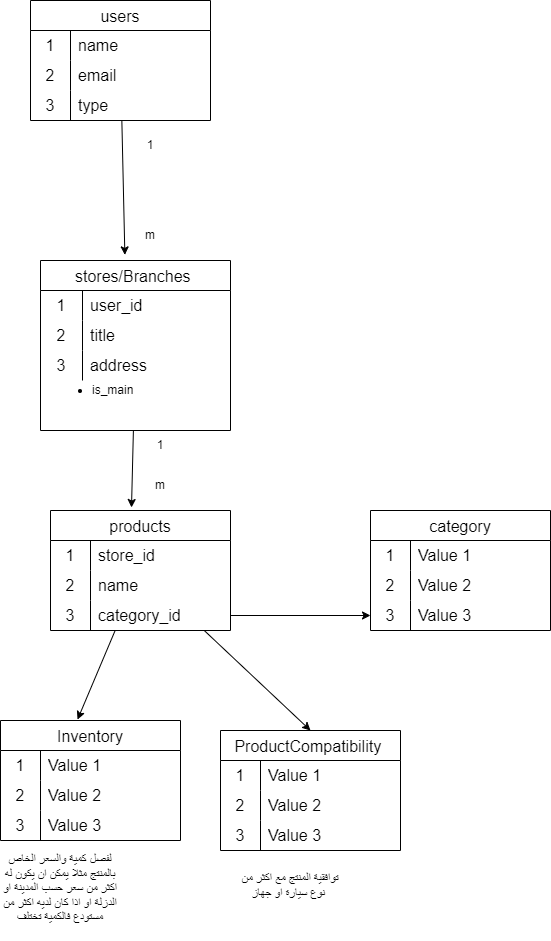 users
1 name
2 email
3 type
1
m
stores/Branches
1 user_id
2 title
3 address
• is_main
1
m
products
1 store_id
2 name
3 category_id
category
1 Value 1
2 Value 2
3 Value 3
Inventory
1 Value 1
2 Value 2
3 Value 3
ProductCompatibility
1 Value 1
2 Value 2
3 Value 3
لفصل كمية والسعر الخاص
بالمنتج مثلا يمكن ان يكون له
اكثر من سعر حسب المدينة او
الدزلة او اذا كان لديه اكثر من
مستودع فالكمية تختلف
توافقية المنتج مع اكثر من
نوع سيارة او جهاز